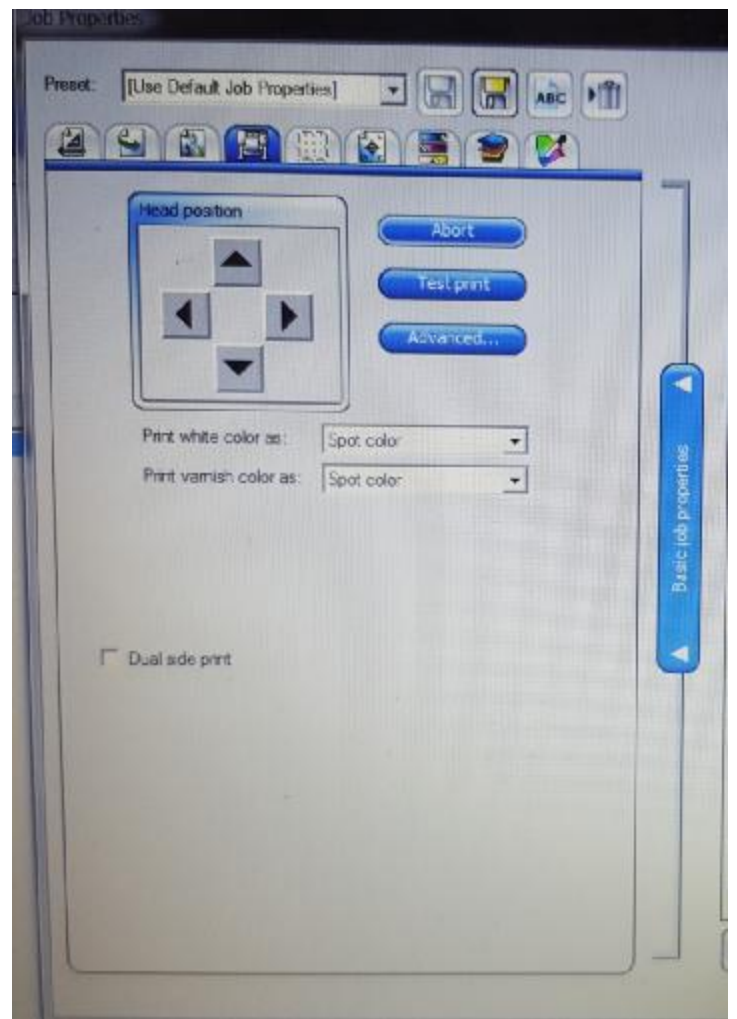 Job Properties
Preset: [Use Default Job Properties]
ABC
Head position
Abort
Test print
Advanced...
Print white color as: Spot color
Print varnish color as: Spot color
Basic job properties
Dual side print